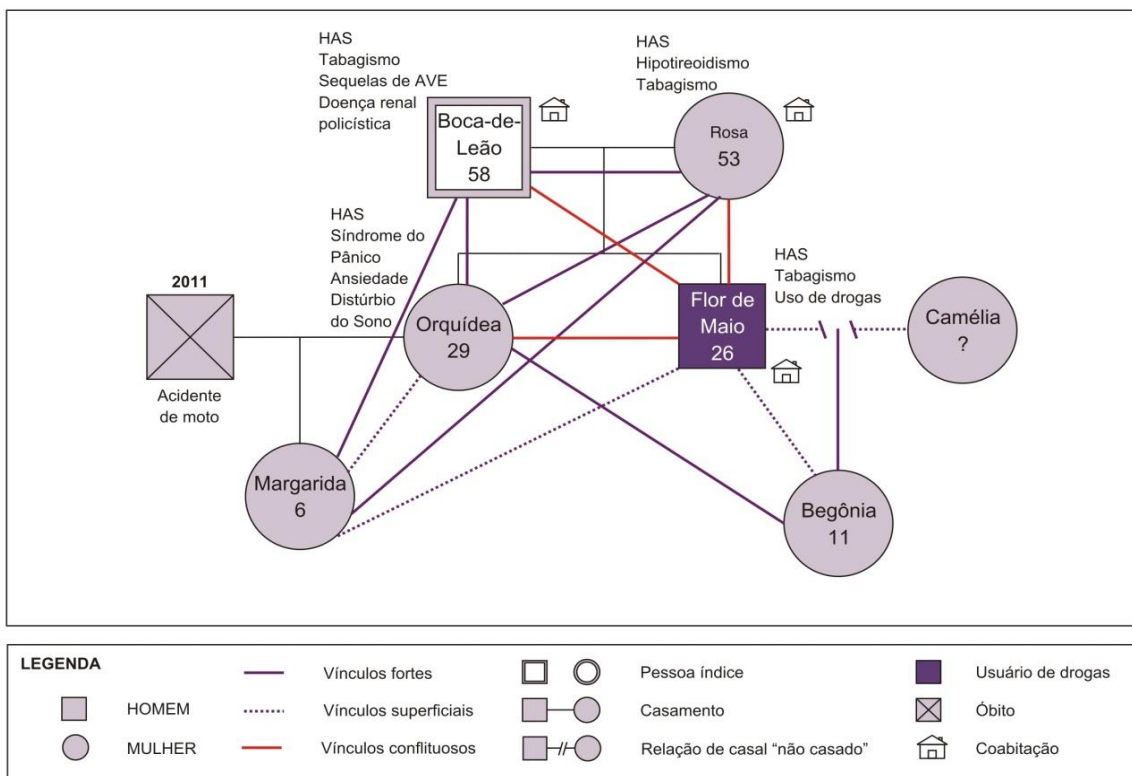 HAS
Tabagismo
Sequelas de AVE
Doença renal
policística
Boca-de-
Leão
58
HAS
Hipotireoidismo
Tabagismo
Rosa
53
HAS
Síndrome do
Pânico
Ansiedade
Distúrbio
do Sono
2011
Acidente
de moto
Orquídea
29
HAS
Tabagismo
Uso de drogas
Flor de
Maio
26
Camélia
?
Margarida
6
Begônia
11
LEGENDA
HOMEM
MULHER
Vínculos fortes
Vínculos superficiais
Vínculos conflituosos
Pessoa índice
Casamento
Relação de casal “não casado”
Usuário de drogas
Óbito
Coabitação